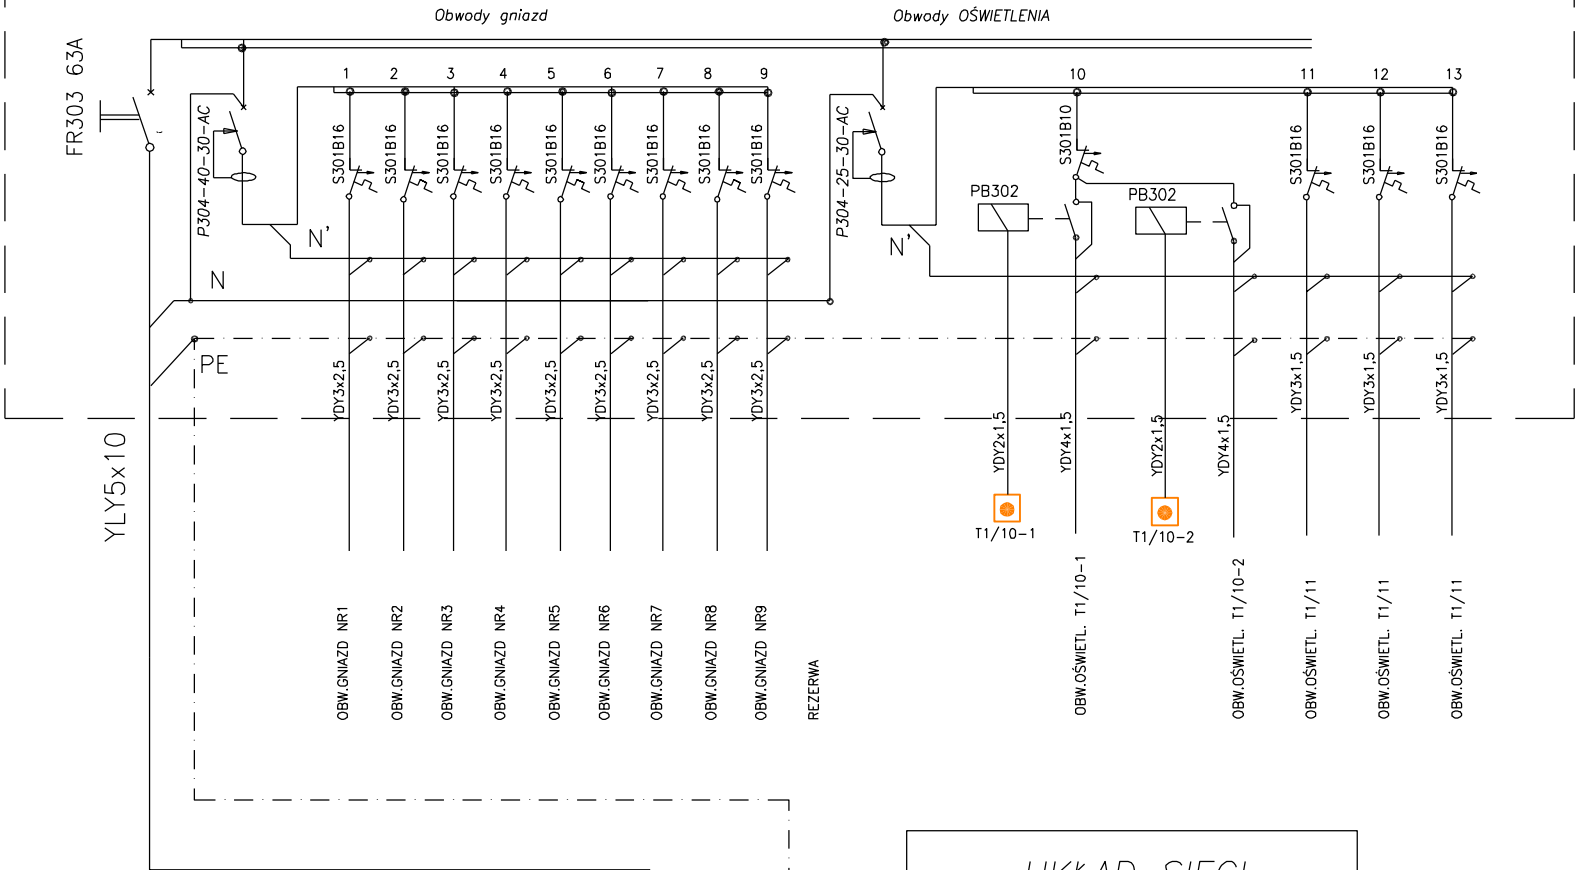 Obwody gniazd
Obwody OŚWIETLENIA
FR303 63A
P304-40-30-AC
1 2 3 4 5 6 7 8 9
S301B16 S301B16 S301B16 S301B16 S301B16 S301B16 S301B16 S301B16 S301B16
P304-25-30-AC
10 11 12 13
S301B10 S301B16 S301B16 S301B16
PB302
PB302
N'
N'
N
PE
YDY3x2,5 YDY3x2,5 YDY3x2,5 YDY3x2,5 YDY3x2,5 YDY3x2,5 YDY3x2,5 YDY3x2,5 YDY3x2,5
YDY3x1,5 YDY3x1,5 YDY3x1,5
YDY2x1,5 YDY4x1,5 YDY2x1,5 YDY4x1,5
YLY5x10
T1/10-1
T1/10-2
OBW.GNIAZD NR1
OBW.GNIAZD NR2
OBW.GNIAZD NR3
OBW.GNIAZD NR4
OBW.GNIAZD NR5
OBW.GNIAZD NR6
OBW.GNIAZD NR7
OBW.GNIAZD NR8
OBW.GNIAZD NR9
REZERWA
OBW.OŚWIETL. T1/10-1
OBW.OŚWIETL. T1/10-2
OBW.OŚWIETL. T1/11
OBW.OŚWIETL. T1/11
OBW.OŚWIETL. T1/11
UKŁAD SIECI